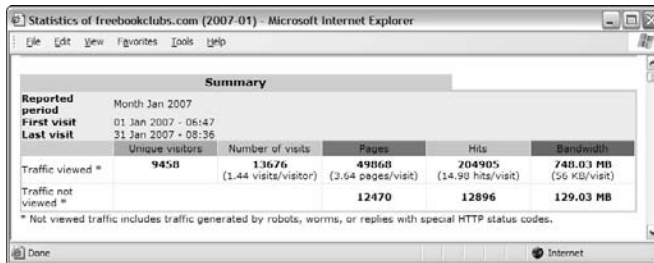 Statistics of freebookclubs.com (2007-01) - Microsoft Internet Explorer
File Edit View Favorites Tools Help
Summary
Reported period Month Jan 2007
First visit 01 Jan 2007 - 06:47
Last visit 31 Jan 2007 - 08:36
Unique visitors Number of visits Pages Hits Bandwidth
Traffic viewed * 9458 13676 49868 204905 748.03 MB
(1.44 visits/visitor) (3.64 pages/visit) (14.98 hits/visit) (56 KB/visit)
Traffic not viewed * 12470 12896 129.03 MB
* Not viewed traffic includes traffic generated by robots, worms, or replies with special HTTP status codes.
Done Internet